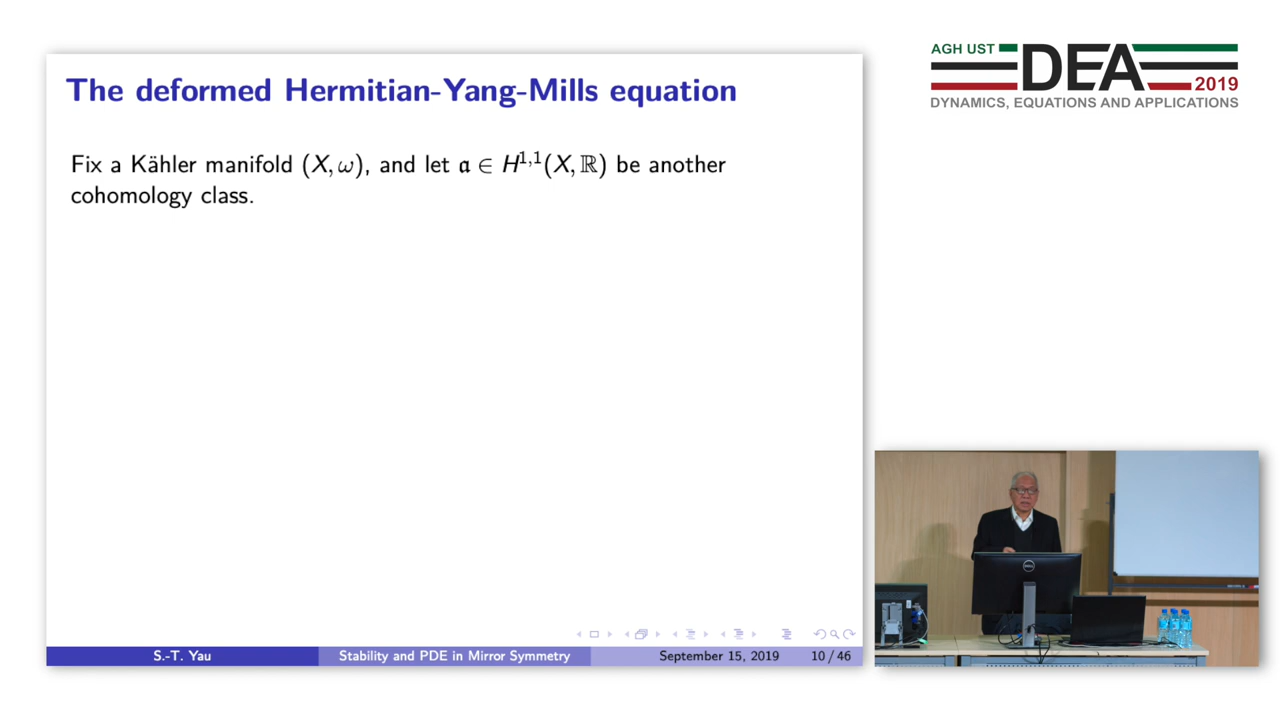 The deformed Hermitian-Yang-Mills equation
Fix a Kähler manifold (X, ω), and let 𝔞 ∈ H^{1,1}(X, ℝ) be another
cohomology class.
S.-T. Yau
Stability and PDE in Mirror Symmetry
September 15, 2019
10 / 46
AGH UST
DEA
2019
DYNAMICS, EQUATIONS AND APPLICATIONS
DELL